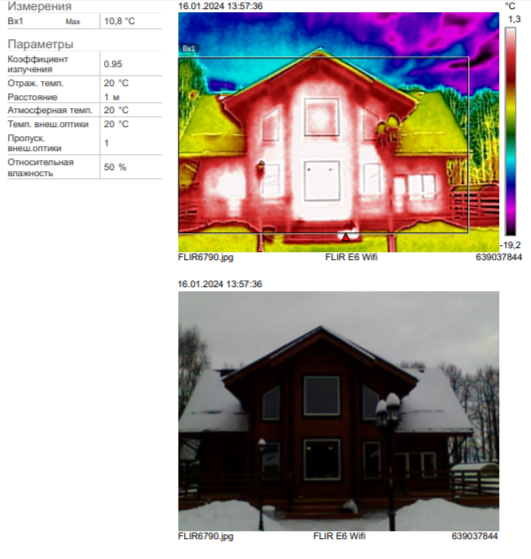 Измерения
Bx1 Max 10,8 °C
Параметры
Коэффициент излучения 0.95
Отраж. темп. 20 °C
Расстояние 1 м
Атмосферная темп. 20 °C
Темп. внеш.оптики 20 °C
Пропуск. внеш.оптики 1
Относительная влажность 50 %
16.01.2024 13:57:36
°C
1,3
Bx1
-19,2
FLIR6790.jpg FLIR E6 Wifi 639037844
16.01.2024 13:57:36
FLIR6790.jpg FLIR E6 Wifi 639037844